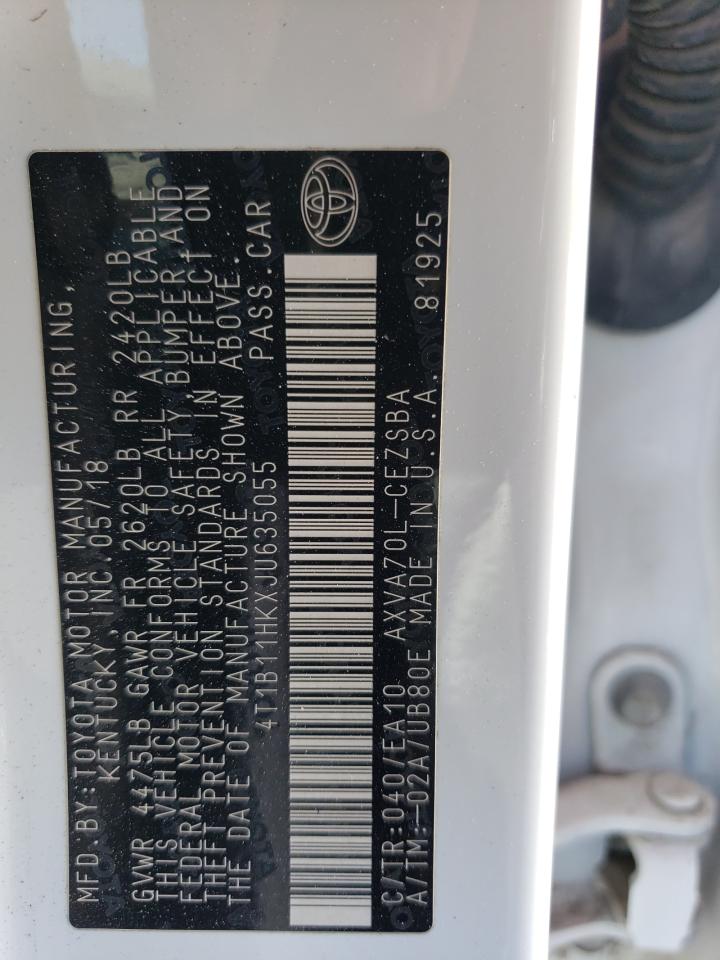 MFD.BY:TOYOTA MOTOR MANUFACTURING,
KENTUCKY, INC.05/18
GVWR 4475LB GAWR FR 2620LB RR 2420LB
THIS VEHICLE CONFORMS TO ALL APPLICABLE
FEDERAL MOTOR VEHICLE SAFETY,BUMPER,AND
THEFT PREVENTION STANDARDS IN EFFECT ON
THE DATE OF MANUFACTURE SHOWN ABOVE.
4T1B11HKXJU635055 PASS.CAR
C/TR:040/EA10 AXVA70L-CEZSBA
A/TM:-02A/UB80E MADE IN U.S.A. 81925